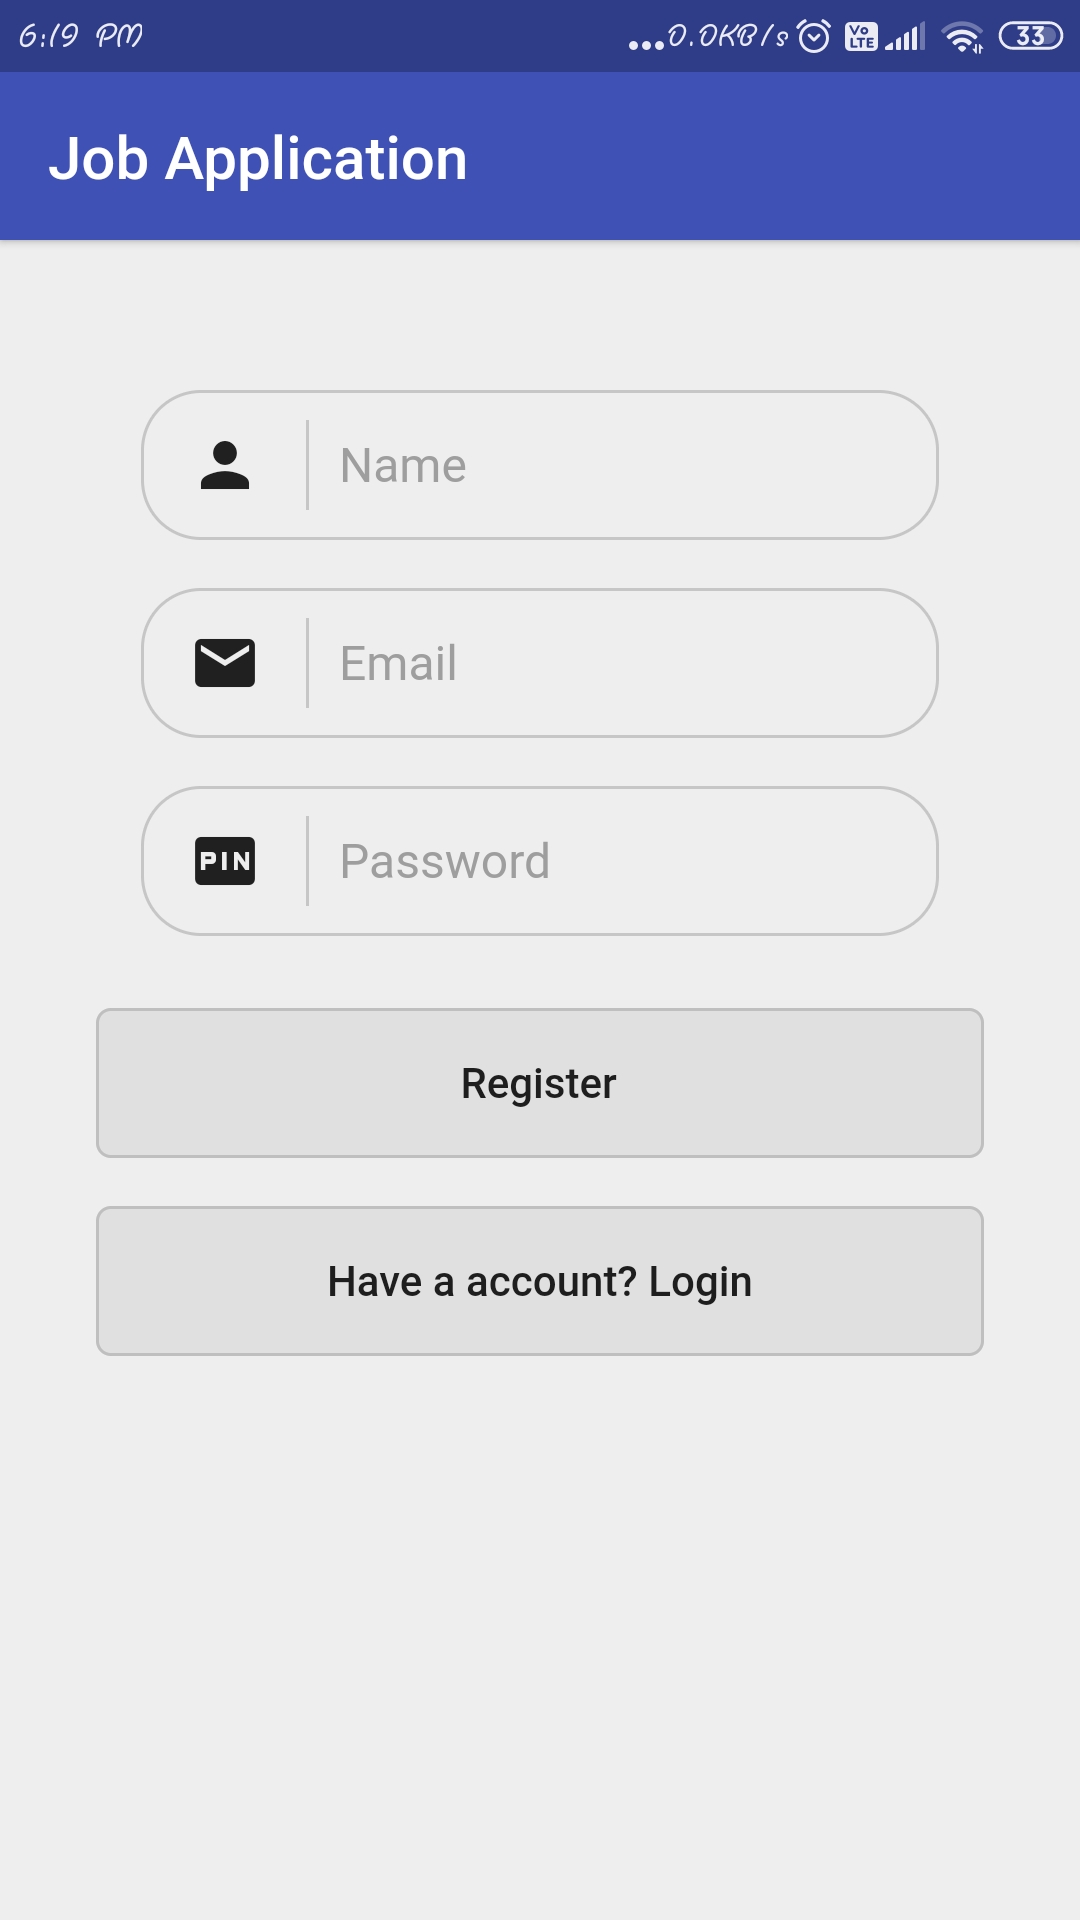 6:19 PM ...0.0KB/s Vo LTE 33
Job Application
Name
Email
PIN Password
Register
Have a account? Login